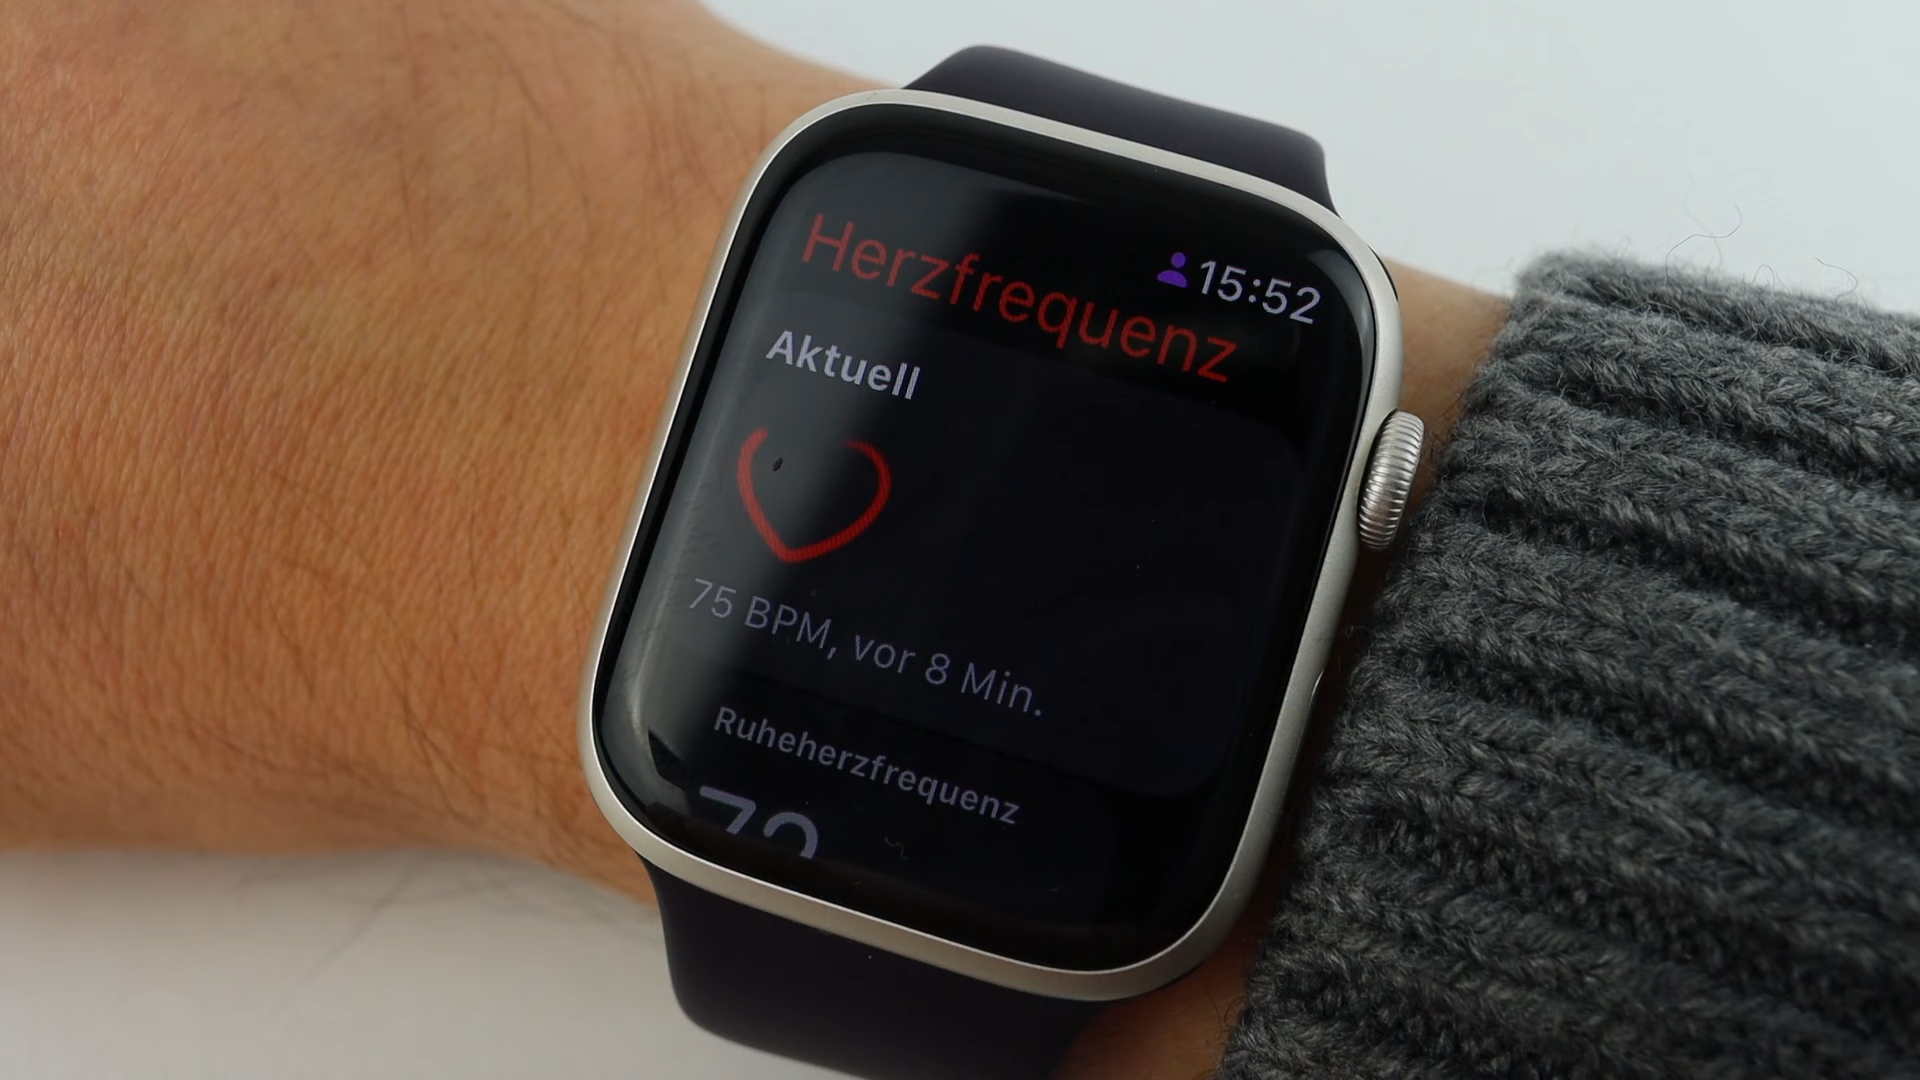 Herzfrequenz
15:52
Aktuell
75 BPM, vor 8 Min.
Ruheherzfrequenz